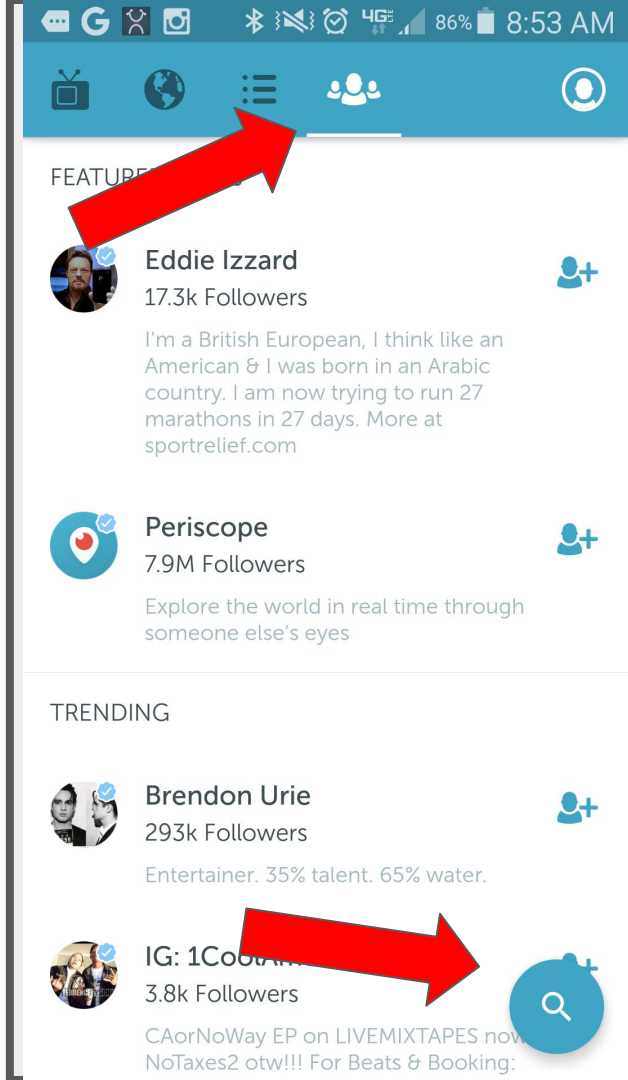 4G 86% 8:53 AM
Eddie Izzard
17.3k Followers
I'm a British European, I think like an
American & I was born in an Arabic
country. I am now trying to run 27
marathons in 27 days. More at
sportrelief.com
Periscope
7.9M Followers
Explore the world in real time through
someone else's eyes
TRENDING
Brendon Urie
293k Followers
Entertainer. 35% talent. 65% water.
IG:
3.8k Followers
CAorNoWay EP on LIVEMIXTAPES now
NoTaxes2 otw!!! For Beats & Booking: